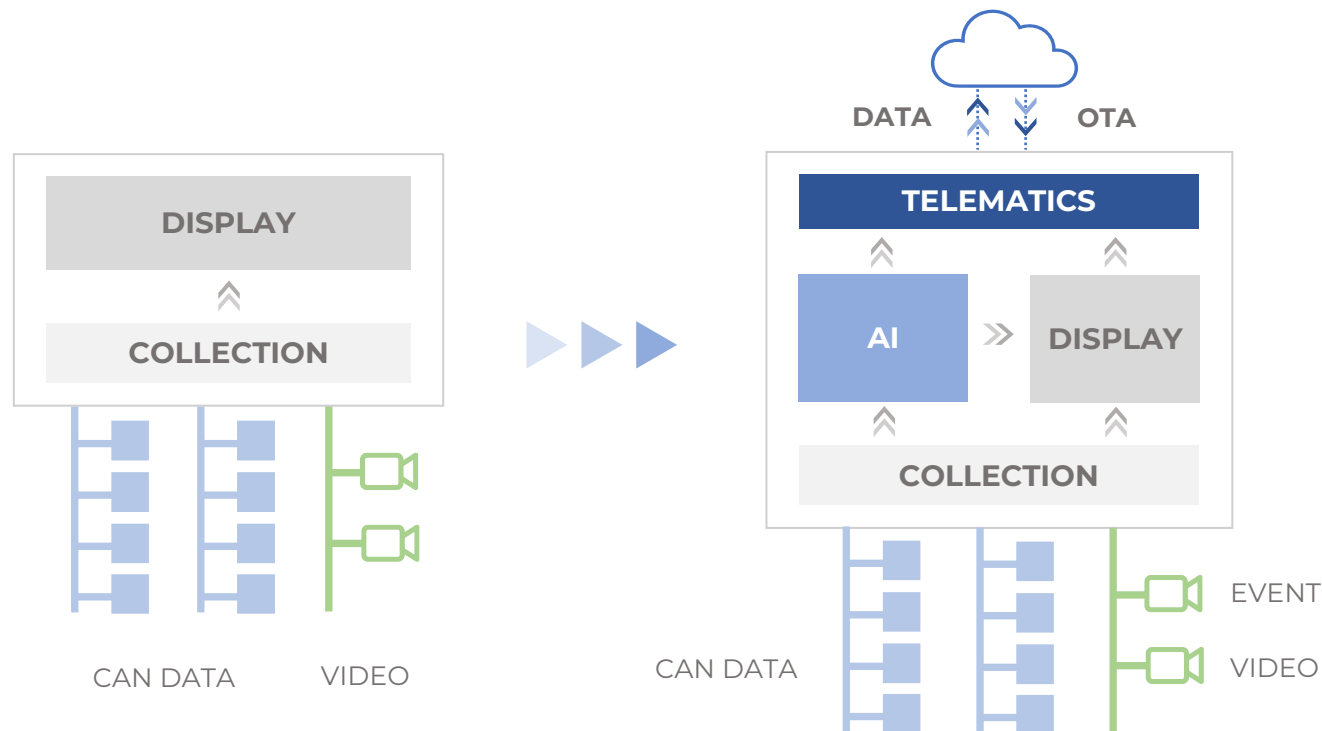 DISPLAY
COLLECTION
CAN DATA
VIDEO
DATA
OTA
TELEMATICS
AI
DISPLAY
COLLECTION
CAN DATA
EVENT
VIDEO